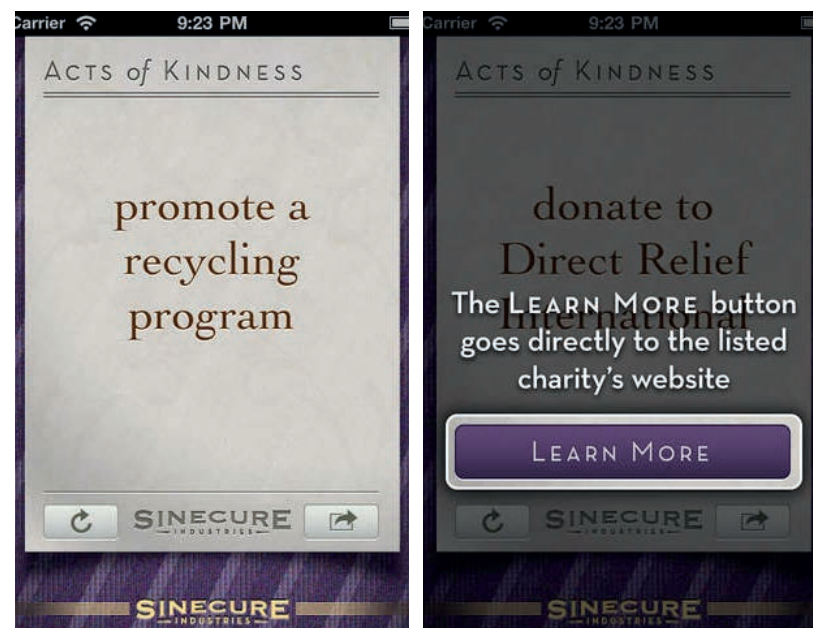 Carrier 9:23 PM
ACTS of KINDNESS
promote a
recycling
program
SINECURE
INDUSTRIES
SINECURE
INDUSTRIES
Carrier 9:23 PM
ACTS of KINDNESS
donate to
Direct Relief
International
The LEARN MORE button
goes directly to the listed
charity's website
LEARN MORE
SINECURE
INDUSTRIES
SINECURE
INDUSTRIES